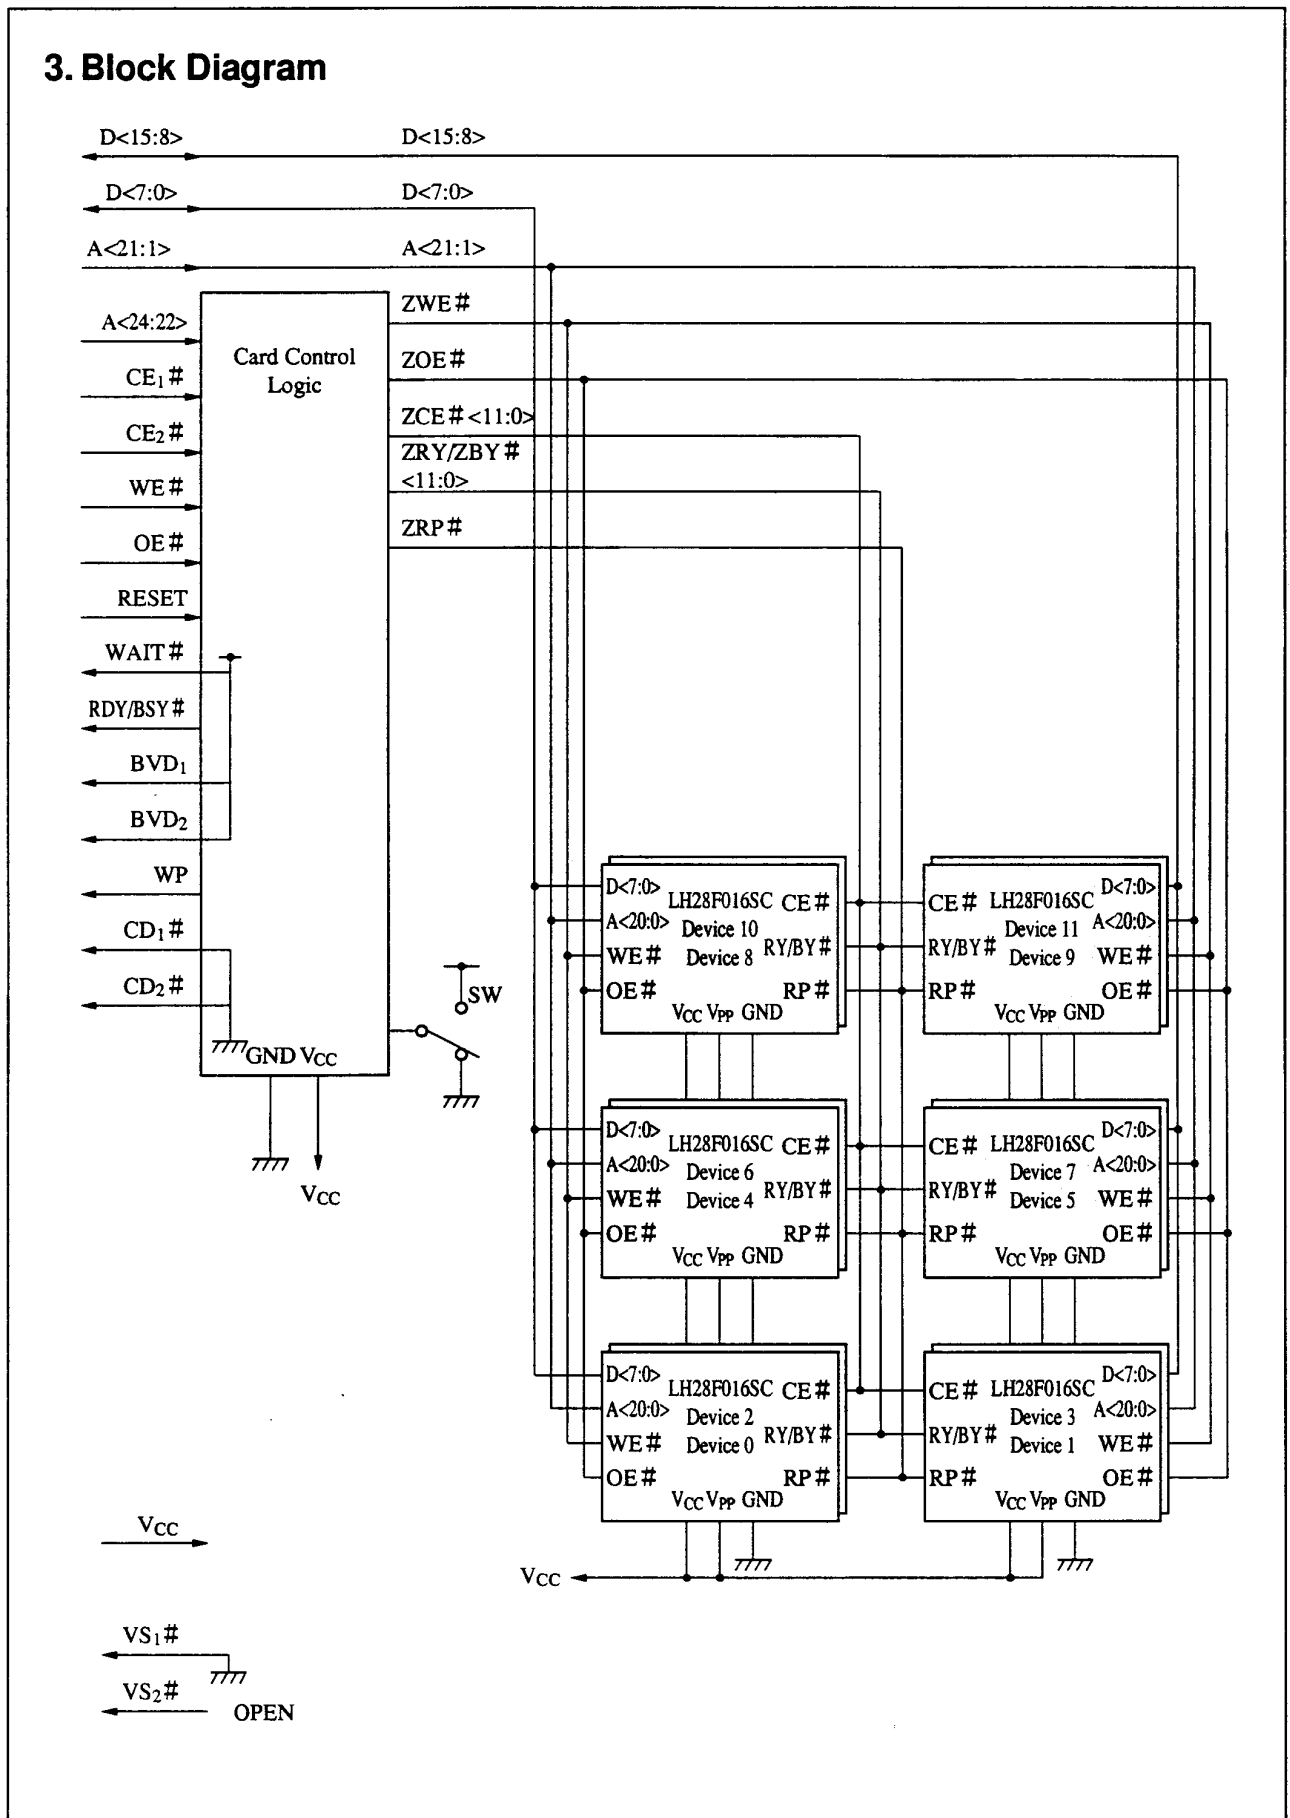 3. Block Diagram
D<15:8> D<15:8>
D<7:0> D<7:0>
A<21:1> A<21:1>
A<24:22>
CE1#
CE2#
WE#
OE#
RESET
WAIT#
RDY/BSY#
BVD1
BVD2
WP
CD1#
CD2#
Card Control
Logic
GND VCC
VCC
ZWE#
ZOE#
ZCE#<11:0>
ZRY/ZBY#
<11:0>
ZRP#
SW
D<7:0> LH28F016SC CE#
A<20:0> Device 10
WE# Device 8 RY/BY#
OE# RP#
VCC VPP GND
CE# LH28F016SC D<7:0>
Device 11 A<20:0>
RY/BY# Device 9 WE#
RP# OE#
VCC VPP GND
D<7:0> LH28F016SC CE#
A<20:0> Device 6
WE# Device 4 RY/BY#
OE# RP#
VCC VPP GND
CE# LH28F016SC D<7:0>
Device 7 A<20:0>
RY/BY# Device 5 WE#
RP# OE#
VCC VPP GND
D<7:0> LH28F016SC CE#
A<20:0> Device 2
WE# Device 0 RY/BY#
OE# RP#
VCC VPP GND
CE# LH28F016SC D<7:0>
Device 3 A<20:0>
RY/BY# Device 1 WE#
RP# OE#
VCC VPP GND
VCC
VCC
VS1#
VS2#
OPEN